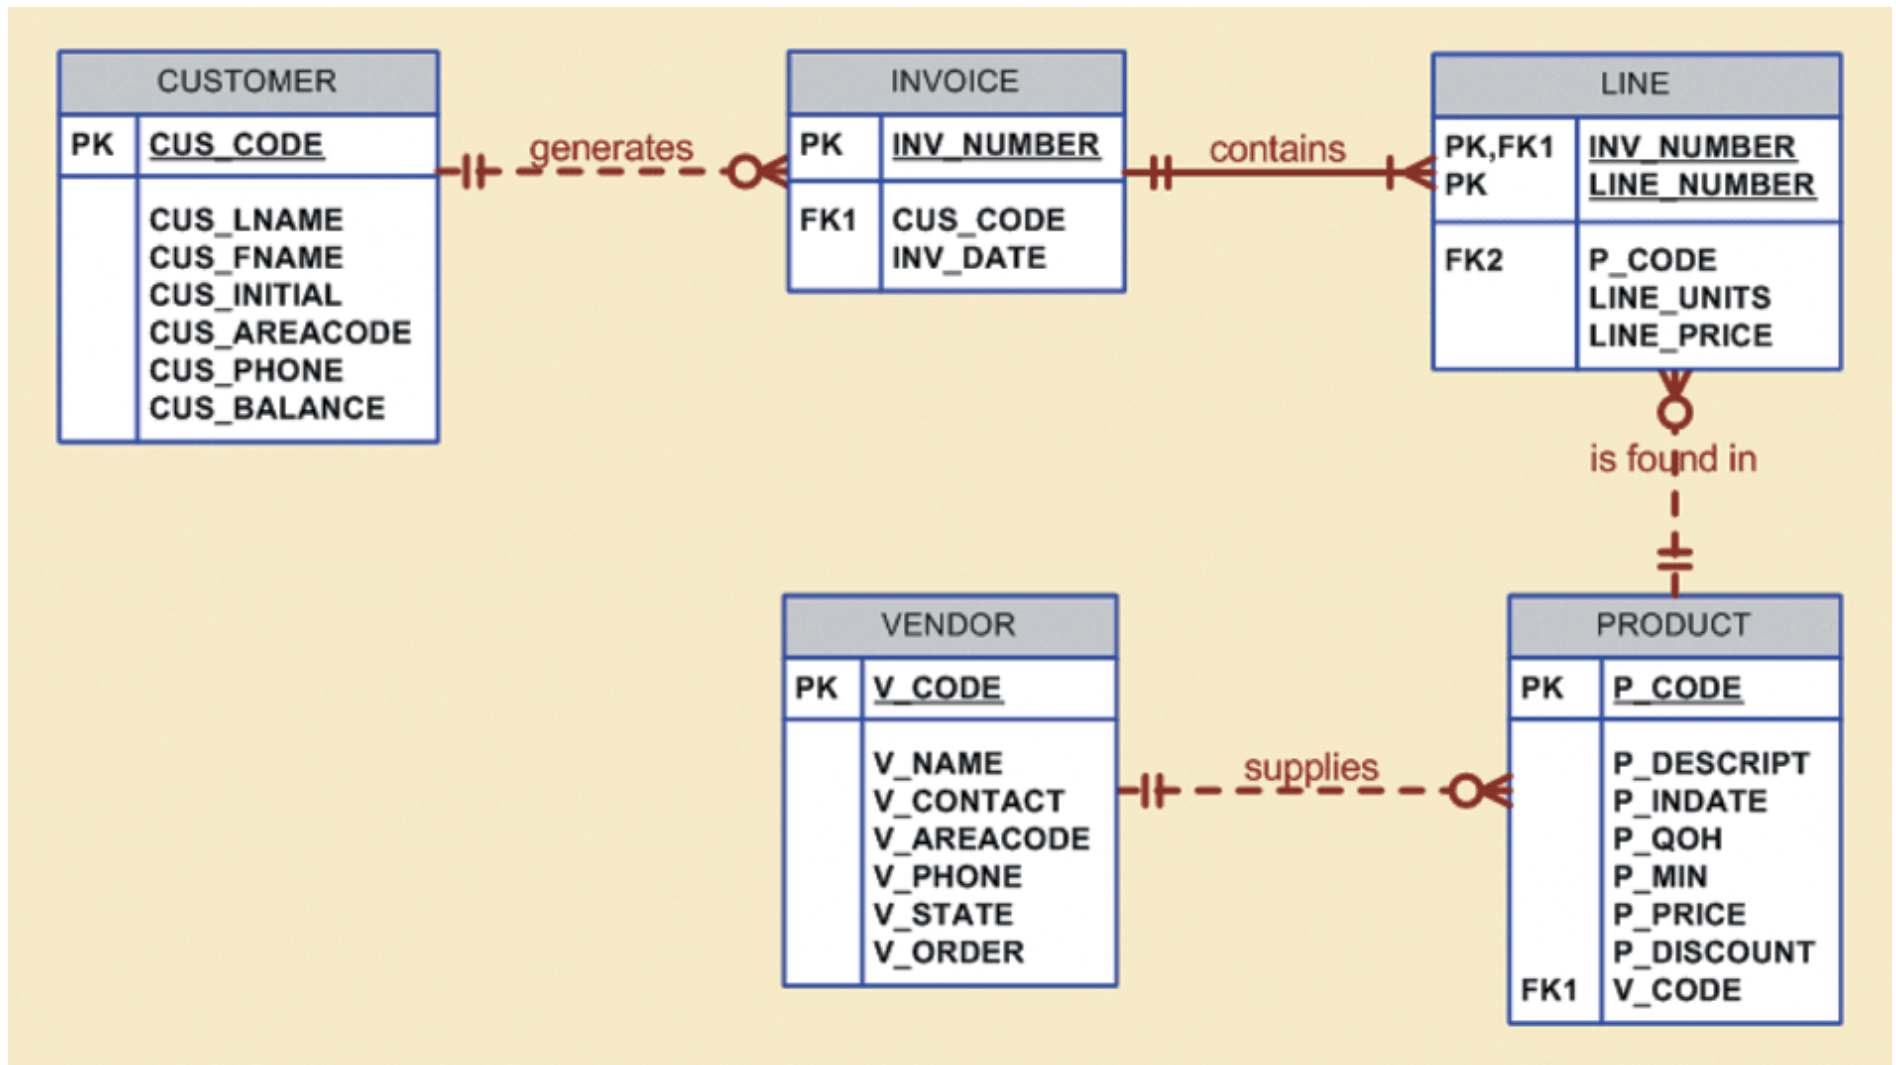 CUSTOMER
PK CUS_CODE
CUS_LNAME
CUS_FNAME
CUS_INITIAL
CUS_AREACODE
CUS_PHONE
CUS_BALANCE
generates
INVOICE
PK INV_NUMBER
FK1 CUS_CODE
INV_DATE
contains
LINE
PK,FK1 INV_NUMBER
PK LINE_NUMBER
FK2 P_CODE
LINE_UNITS
LINE_PRICE
is found in
VENDOR
PK V_CODE
V_NAME
V_CONTACT
V_AREACODE
V_PHONE
V_STATE
V_ORDER
supplies
PRODUCT
PK P_CODE
P_DESCRIPT
P_INDATE
P_QOH
P_MIN
P_PRICE
P_DISCOUNT
FK1 V_CODE